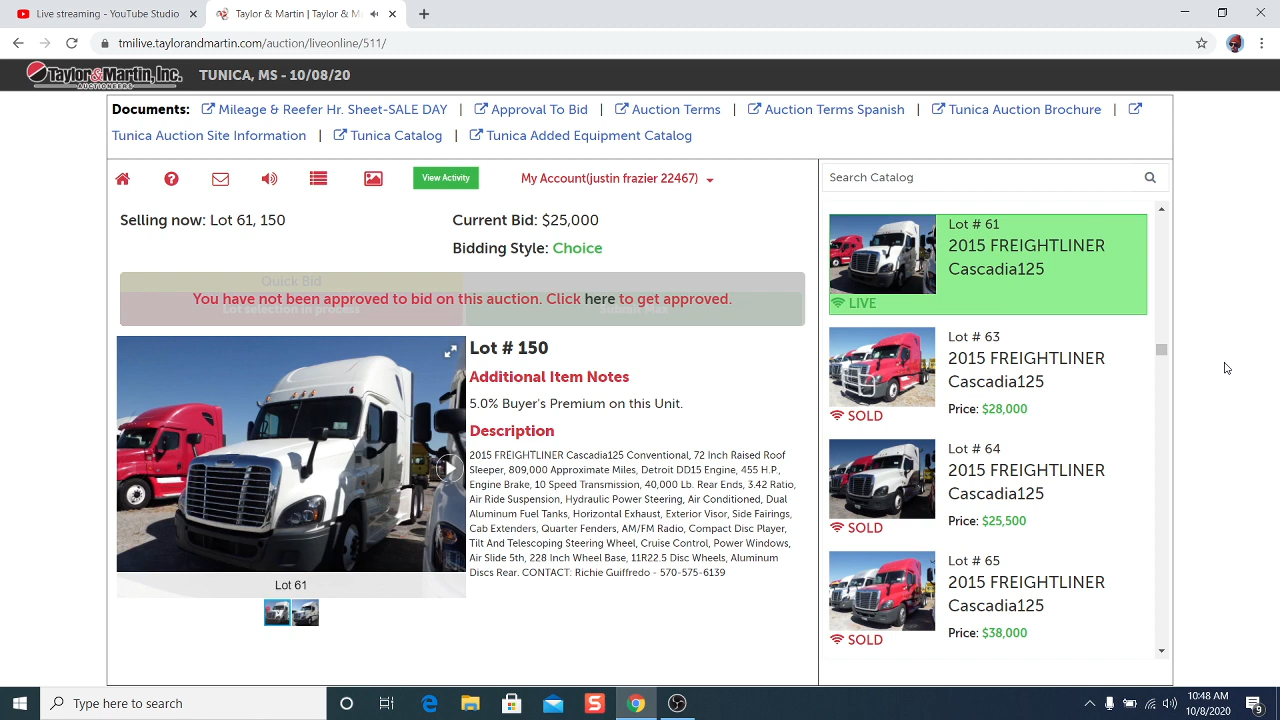 Live streaming - YouTube Studio
Taylor & Martin | Taylor & M
tmilive.taylorandmartin.com/auction/liveonline/511/
Taylor & Martin, Inc.
AUCTIONEERS
TUNICA, MS - 10/08/20
Documents: Mileage & Reefer Hr. Sheet-SALE DAY | Approval To Bid | Auction Terms | Auction Terms Spanish | Tunica Auction Brochure |
Tunica Auction Site Information | Tunica Catalog | Tunica Added Equipment Catalog
View Activity
My Account(justin frazier 22467)
Search Catalog
Selling now: Lot 61, 150
Current Bid: $25,000
Bidding Style: Choice
Quick Bid
You have not been approved to bid on this auction. Click here to get approved.
Lot selection in process
Submit Max
Lot # 150
Additional Item Notes
5.0% Buyer's Premium on this Unit.
Description
2015 FREIGHTLINER Cascadia125 Conventional, 72 Inch Raised Roof
Sleeper, 809,000 Approximate Miles, Detroit DD15 Engine, 455 H.P.,
Engine Brake, 10 Speed Transmission, 40,000 Lb. Rear Ends, 3.42 Ratio,
Air Ride Suspension, Hydraulic Power Steering, Air Conditioned, Dual
Aluminum Fuel Tanks, Horizontal Exhaust, Exterior Visor, Side Fairings,
Cab Extenders, Quarter Fenders, AM/FM Radio, Compact Disc Player,
Tilt And Telescoping Steering Wheel, Cruise Control, Power Windows,
Air Slide 5th, 228 Inch Wheel Base, 11R22.5 Disc Wheels, Aluminum
Discs Rear. CONTACT: Richie Guiffredo - 570-575-6139
Lot 61
Lot # 61
2015 FREIGHTLINER
Cascadia125
LIVE
Lot # 63
2015 FREIGHTLINER
Cascadia125
Price: $28,000
SOLD
Lot # 64
2015 FREIGHTLINER
Cascadia125
Price: $25,500
SOLD
Lot # 65
2015 FREIGHTLINER
Cascadia125
Price: $38,000
SOLD
Type here to search
10:48 AM
10/8/2020
9